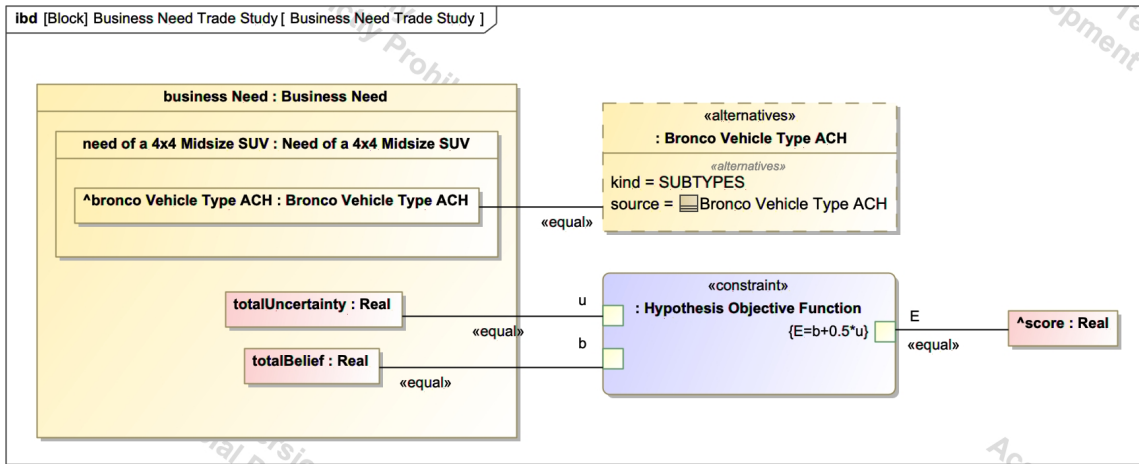 ibd [Block] Business Need Trade Study [ Business Need Trade Study ]
business Need : Business Need
need of a 4x4 Midsize SUV : Need of a 4x4 Midsize SUV
^bronco Vehicle Type ACH : Bronco Vehicle Type ACH
«equal»
«alternatives»
: Bronco Vehicle Type ACH
«alternatives»
kind = SUBTYPES
source = Bronco Vehicle Type ACH
totalUncertainty : Real
«equal»
u
totalBelief : Real
«equal»
b
«constraint»
: Hypothesis Objective Function
{E=b+0.5*u}
E
«equal»
^score : Real